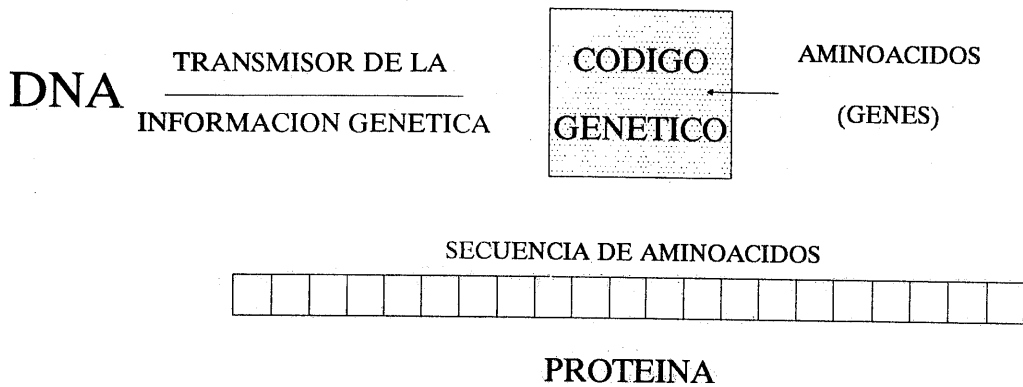 DNA
TRANSMISOR DE LA
INFORMACION GENETICA
CODIGO
GENETICO
AMINOACIDOS
(GENES)
SECUENCIA DE AMINOACIDOS
PROTEINA